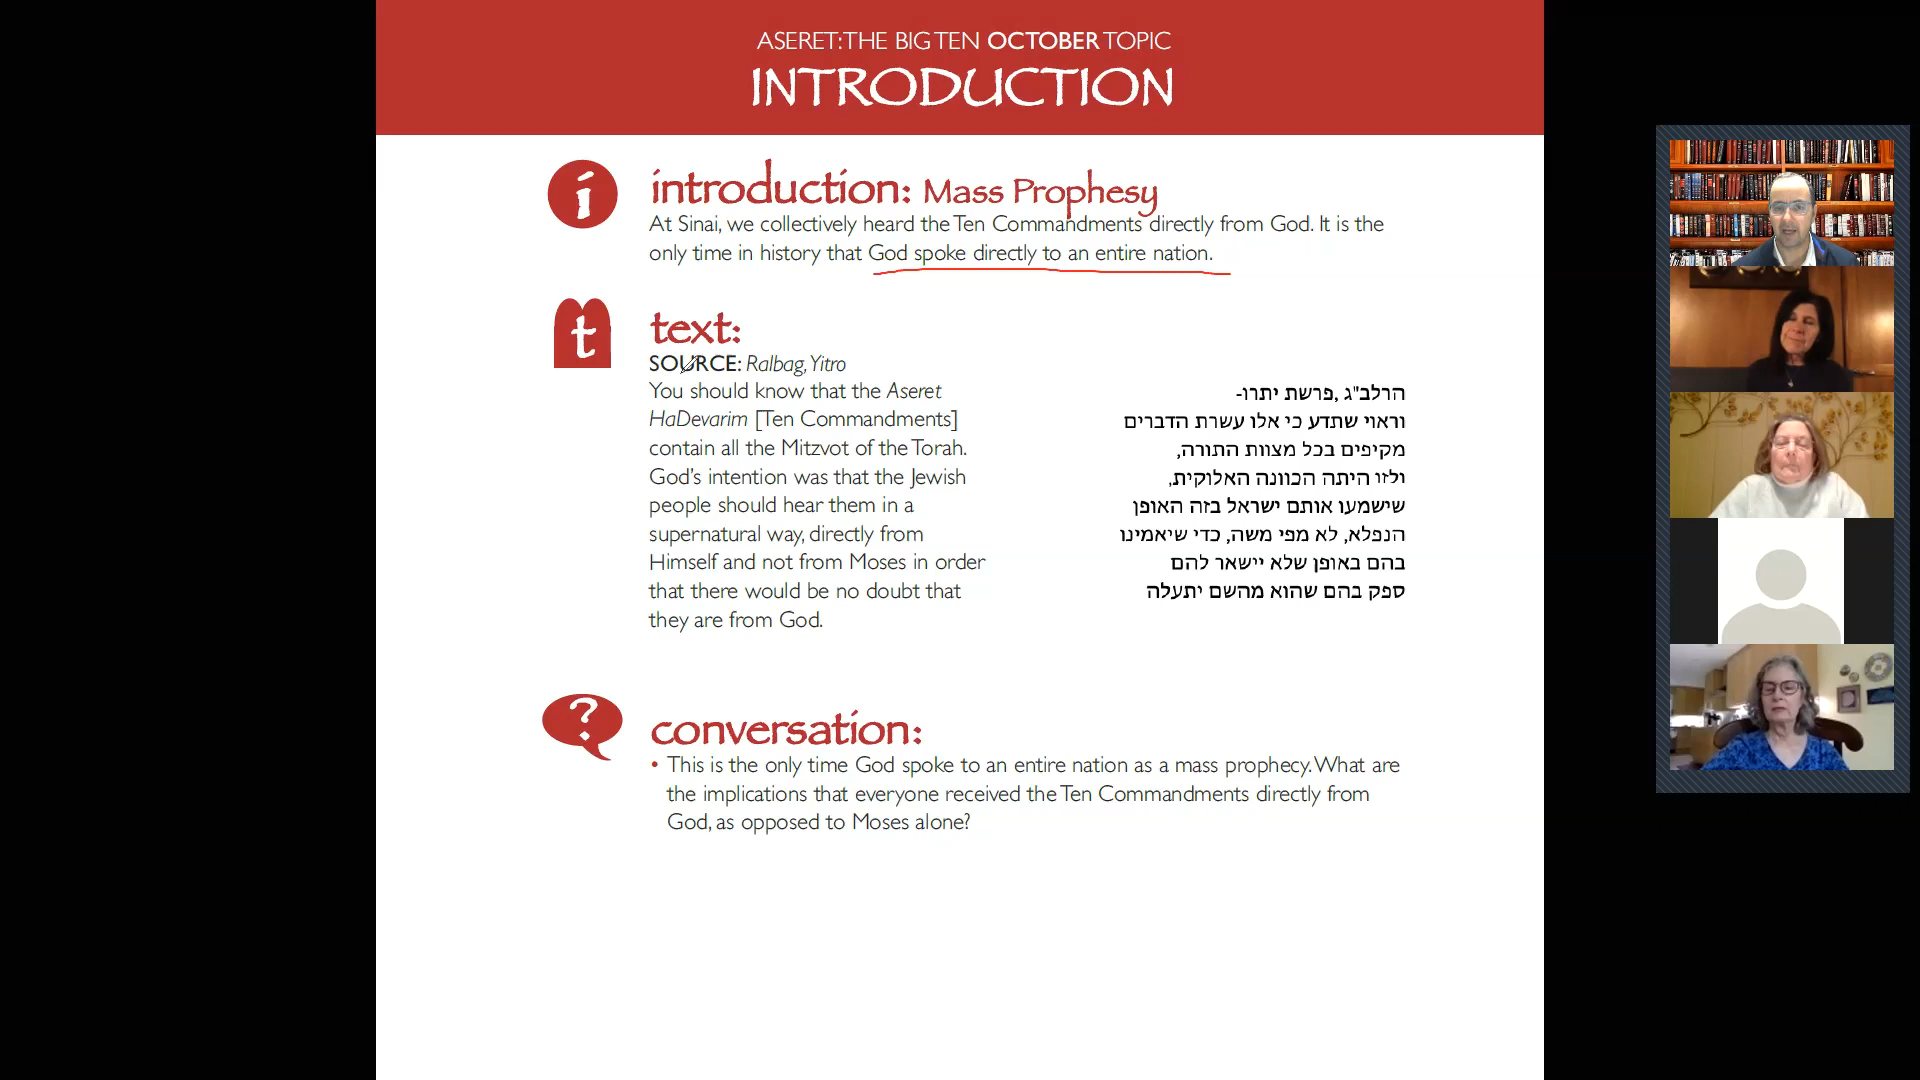 ASERET: THE BIG TEN OCTOBER TOPIC
INTRODUCTION
i
introduction: Mass Prophesy
At Sinai, we collectively heard the Ten Commandments directly from God. It is the
only time in history that God spoke directly to an entire nation.
t
text:
SOURCE: Ralbag, Yitro
You should know that the Aseret
HaDevarim [Ten Commandments]
contain all the Mitzvot of the Torah.
God's intention was that the Jewish
people should hear them in a
supernatural way, directly from
Himself and not from Moses in order
that there would be no doubt that
they are from God.
הרלב"ג ,פרשת יתרו-
וראוי שתדע כי אלו עשרת הדברים
מקיפים בכל מצוות התורה,
ולזו היתה הכוונה האלוקית,
שישמעו אותם ישראל בזה האופן
הנפלא, לא מפי משה, כדי שיאמינו
בהם באופן שלא יישאר להם
ספק בהם שהוא מהשם יתעלה
?
conversation:
• This is the only time God spoke to an entire nation as a mass prophecy. What are
the implications that everyone received the Ten Commandments directly from
God, as opposed to Moses alone?